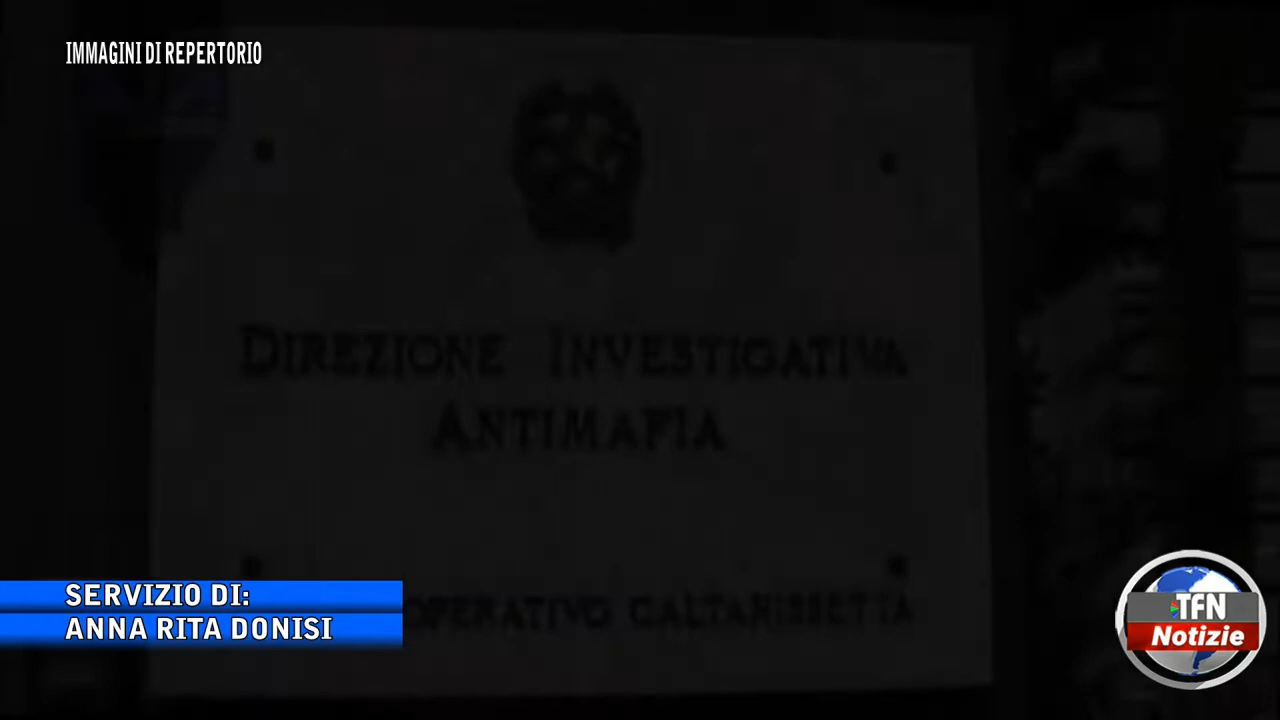 IMMAGINI DI REPERTORIO
DIREZIONE INVESTIGATIVA
ANTIMAFIA
OPERATIVO CALTANISSETTA
SERVIZIO DI:
ANNA RITA DONISI
TFN
Notizie